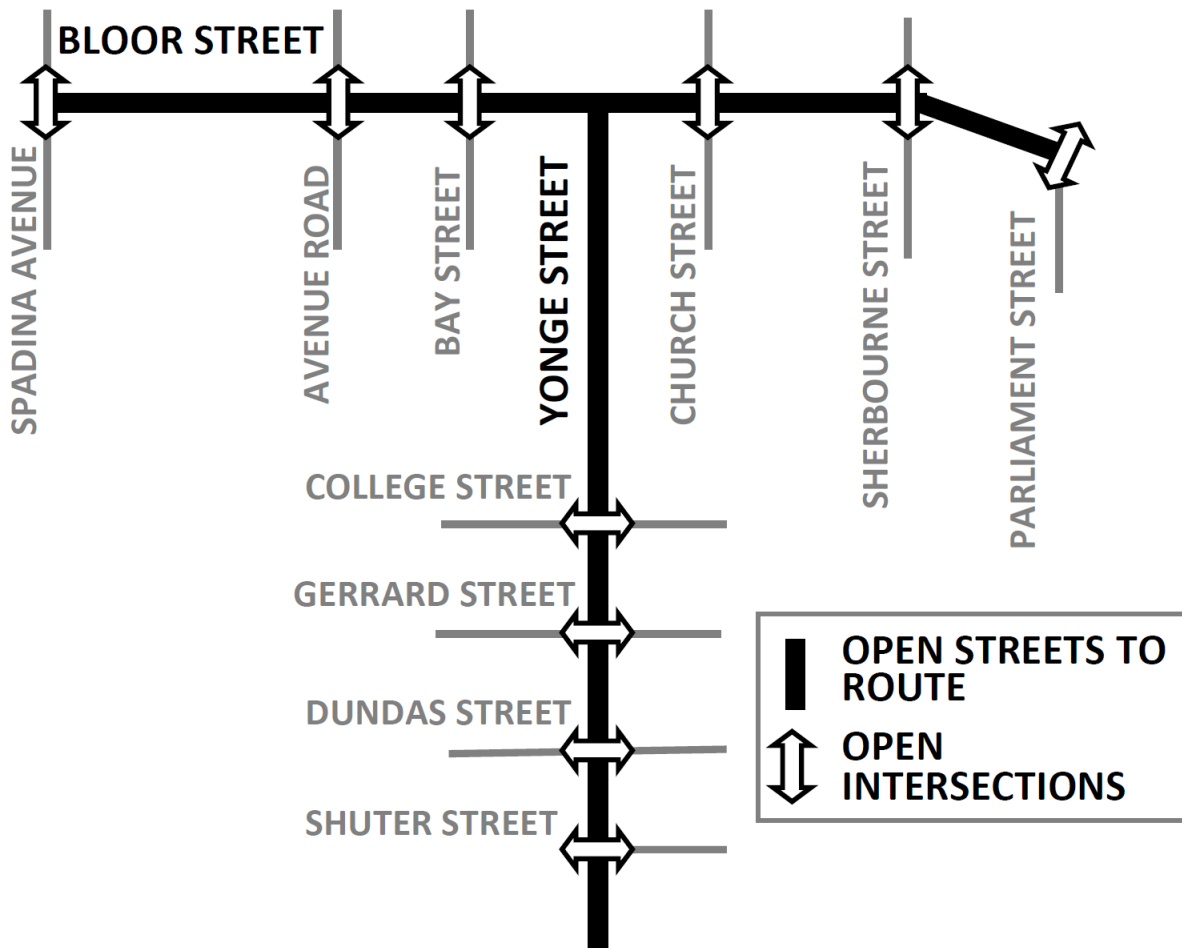 BLOOR STREET
SPADINA AVENUE
AVENUE ROAD
BAY STREET
YONGE STREET
CHURCH STREET
SHERBOURNE STREET
PARLIAMENT STREET
COLLEGE STREET
GERRARD STREET
DUNDAS STREET
SHUTER STREET
OPEN STREETS TO
ROUTE
OPEN
INTERSECTIONS